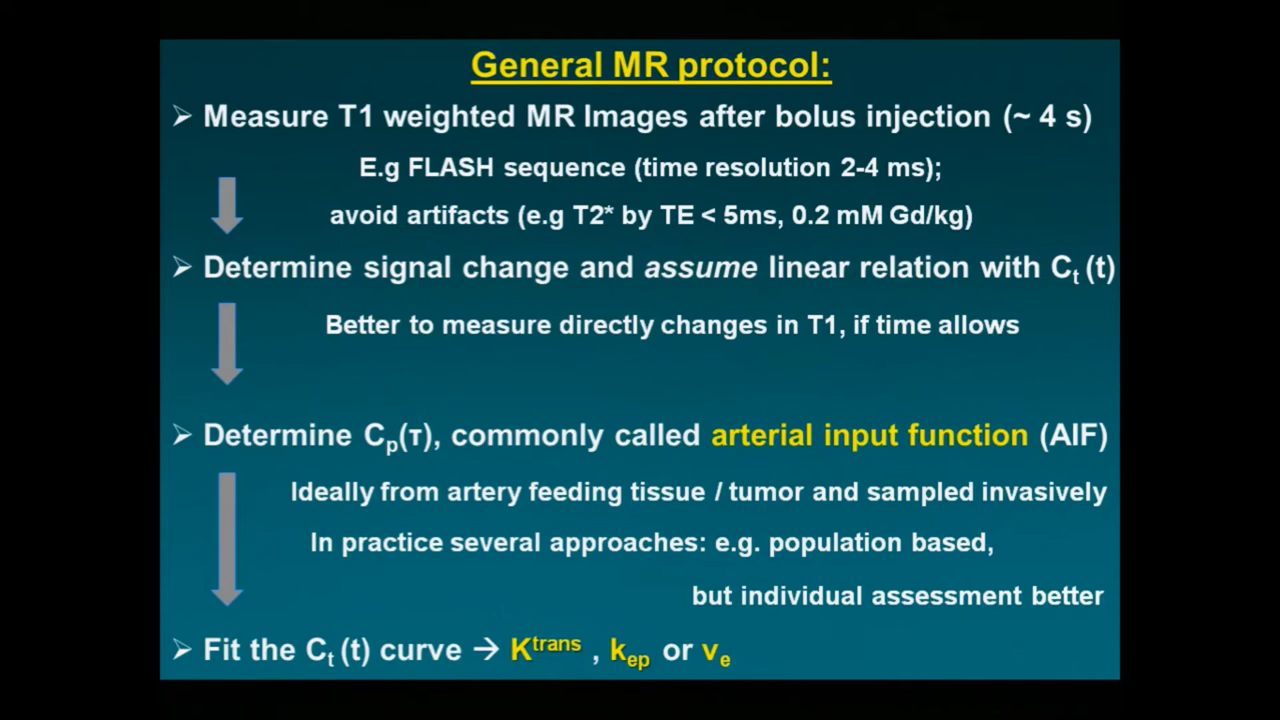 General MR protocol:
➢ Measure T1 weighted MR Images after bolus injection (~ 4 s)
E.g FLASH sequence (time resolution 2-4 ms);
avoid artifacts (e.g T2* by TE < 5ms, 0.2 mM Gd/kg)
➢ Determine signal change and assume linear relation with Ct (t)
Better to measure directly changes in T1, if time allows
➢ Determine Cp(τ), commonly called arterial input function (AIF)
Ideally from artery feeding tissue / tumor and sampled invasively
In practice several approaches: e.g. population based,
but individual assessment better
➢ Fit the Ct (t) curve → Ktrans , kep or ve